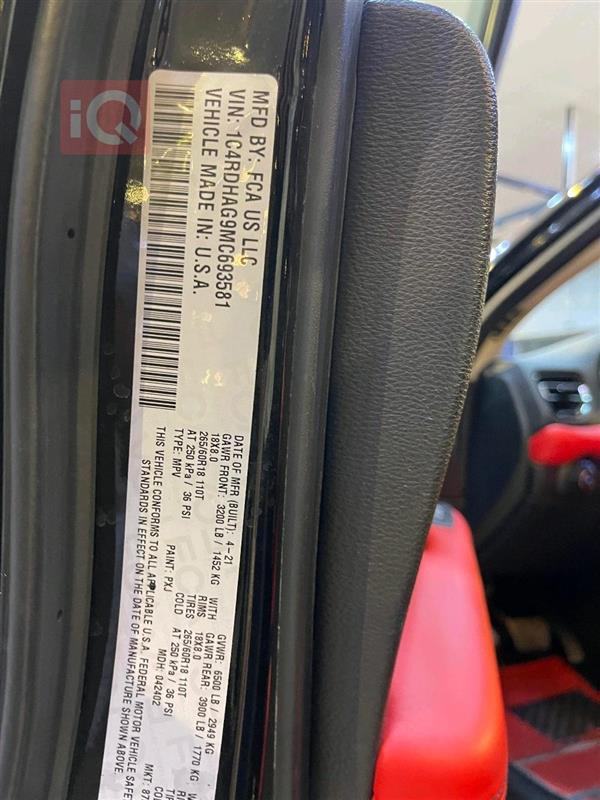 iQ
MFD BY: FCA US LLC
VIN: 1C4RDHAG9MC693581
VEHICLE MADE IN: U.S.A.
DATE OF MFR (BUILT): 4-21 GVWR: 6500 LB / 2949 KG
GAWR FRONT: 3200 LB / 1452 KG WITH GAWR REAR: 3900 LB / 1770 KG
18X8.0 RIMS 18X8.0
265/60R18 110T TIRES 265/60R18 110T
AT 250 kPa / 36 PSI COLD AT 250 kPa / 36 PSI
TYPE: MPV PAINT: PXJ MDH: 042402 MKT: 87
THIS VEHICLE CONFORMS TO ALL APPLICABLE U.S.A. FEDERAL MOTOR VEHICLE SAFE
STANDARDS IN EFFECT ON THE DATE OF MANUFACTURE SHOWN ABOVE.